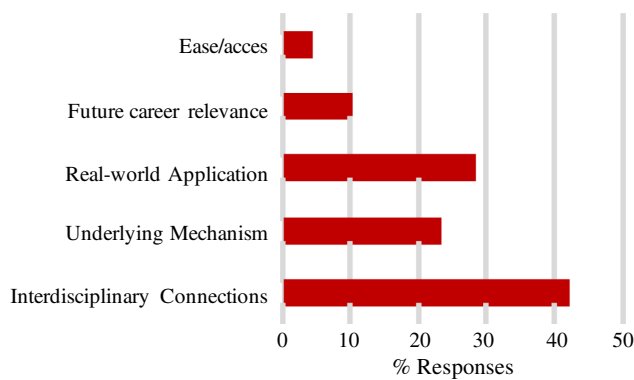 Ease/acces
Future career relevance
Real-world Application
Underlying Mechanism
Interdisciplinary Connections
0 10 20 30 40 50
% Responses